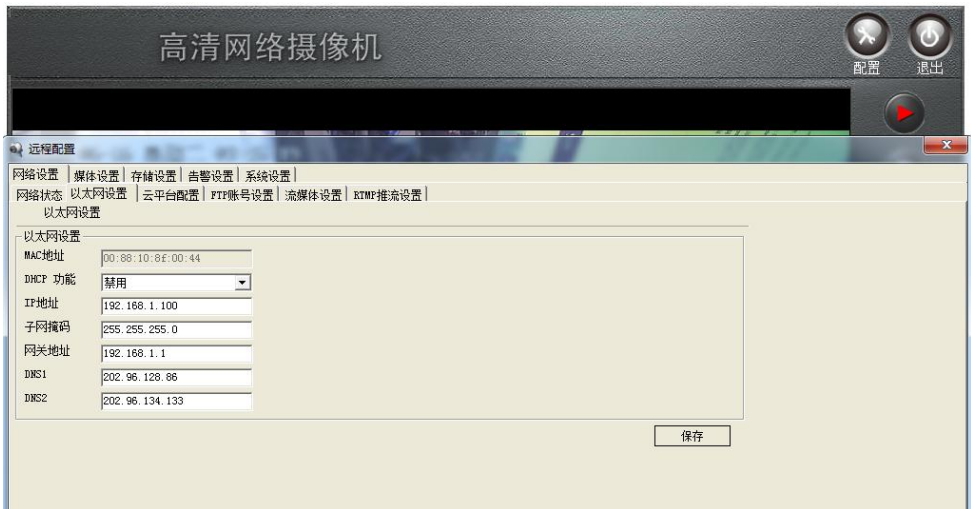 高清网络摄像机
配置 退出
远程配置
网络设置 媒体设置 存储设置 告警设置 系统设置
网络状态 以太网设置 云平台配置 FTP账号设置 流媒体设置 RTMP推流设置
以太网设置
以太网设置
MAC地址 00:88:10:8f:00:44
DHCP 功能 禁用
IP地址 192.168.1.100
子网掩码 255.255.255.0
网关地址 192.168.1.1
DNS1 202.96.128.86
DNS2 202.96.134.133
保存